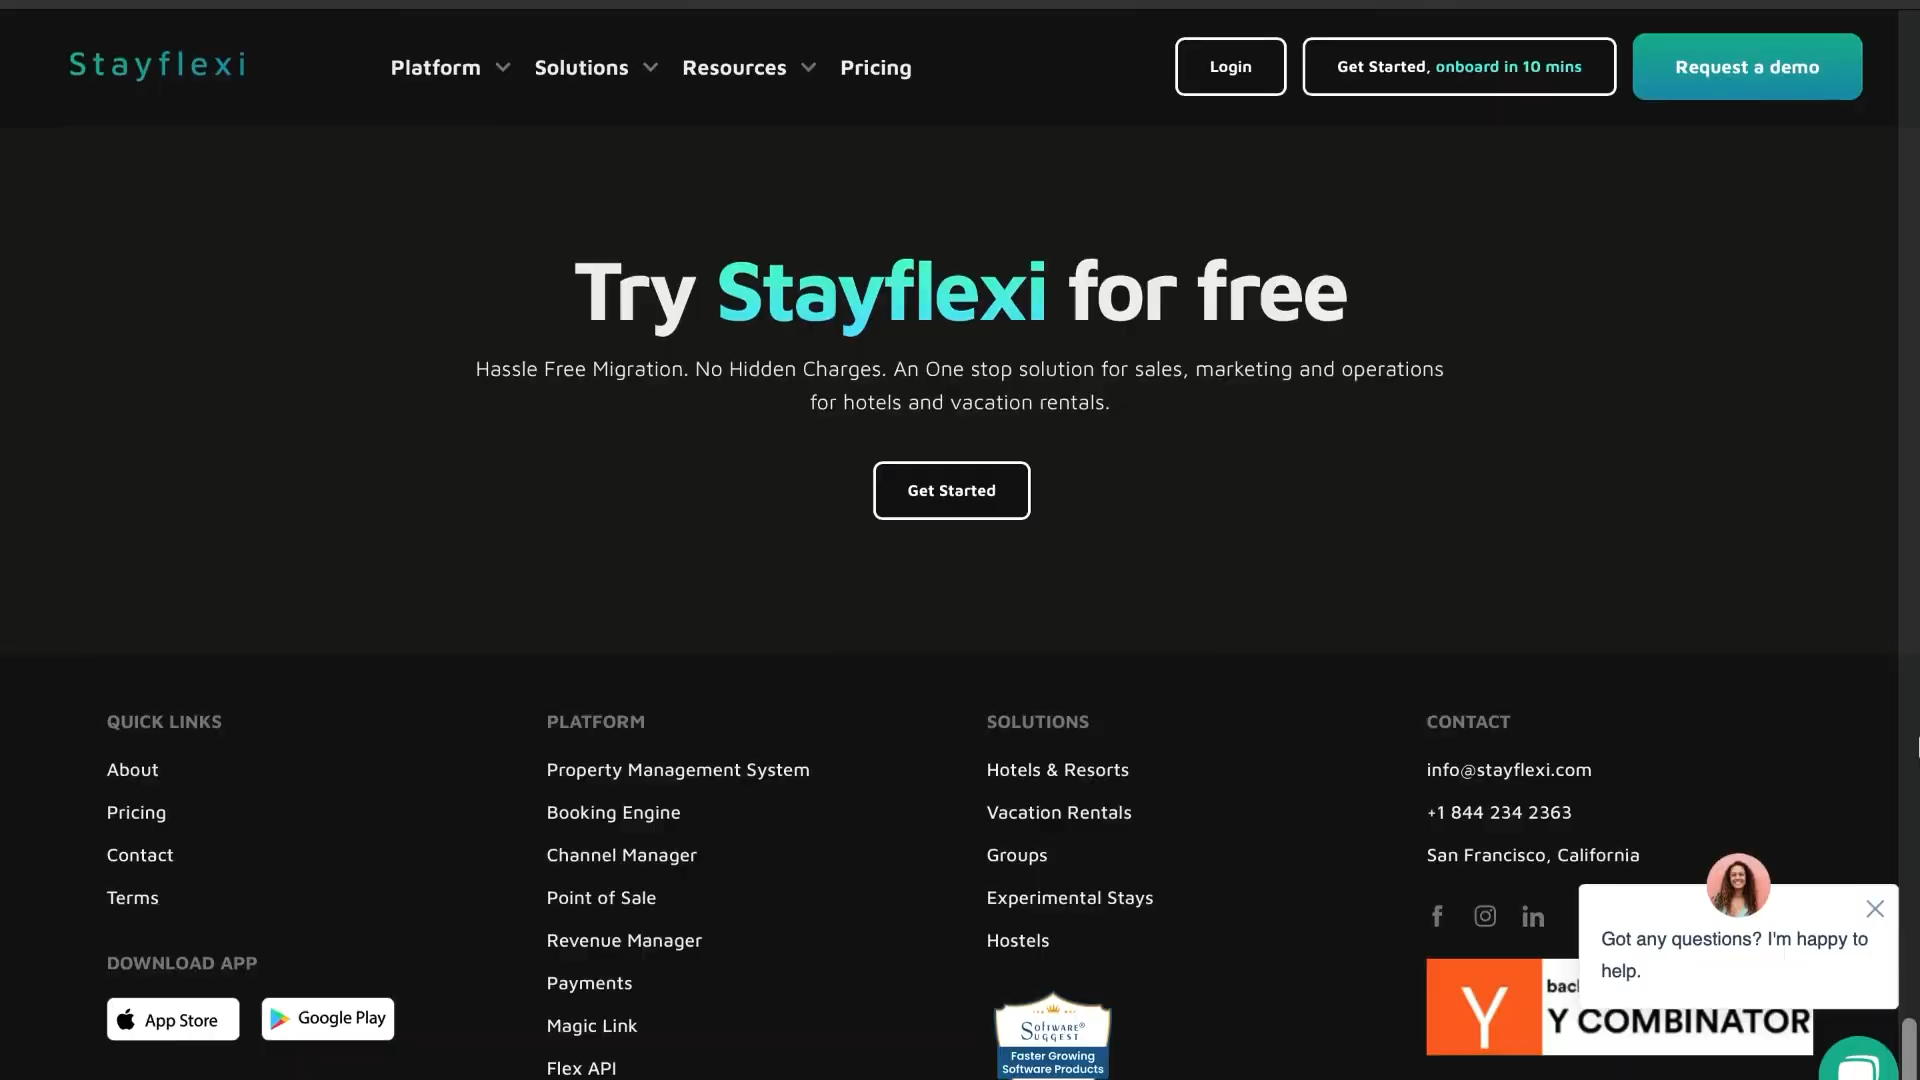 Stayflexi
Platform
Solutions
Resources
Pricing
Login
Get Started, onboard in 10 mins
Request a demo
Try Stayflexi for free
Hassle Free Migration. No Hidden Charges. An One stop solution for sales, marketing and operations
for hotels and vacation rentals.
Get Started
QUICK LINKS
About
Pricing
Contact
Terms
DOWNLOAD APP
App Store
Google Play
PLATFORM
Property Management System
Booking Engine
Channel Manager
Point of Sale
Revenue Manager
Payments
Magic Link
Flex API
SOLUTIONS
Hotels & Resorts
Vacation Rentals
Groups
Experimental Stays
Hostels
Software®
Suggest
Faster Growing
Software Products
CONTACT
info@stayflexi.com
+1 844 234 2363
San Francisco, California
Got any questions? I'm happy to
help.
Y
Y COMBINATOR